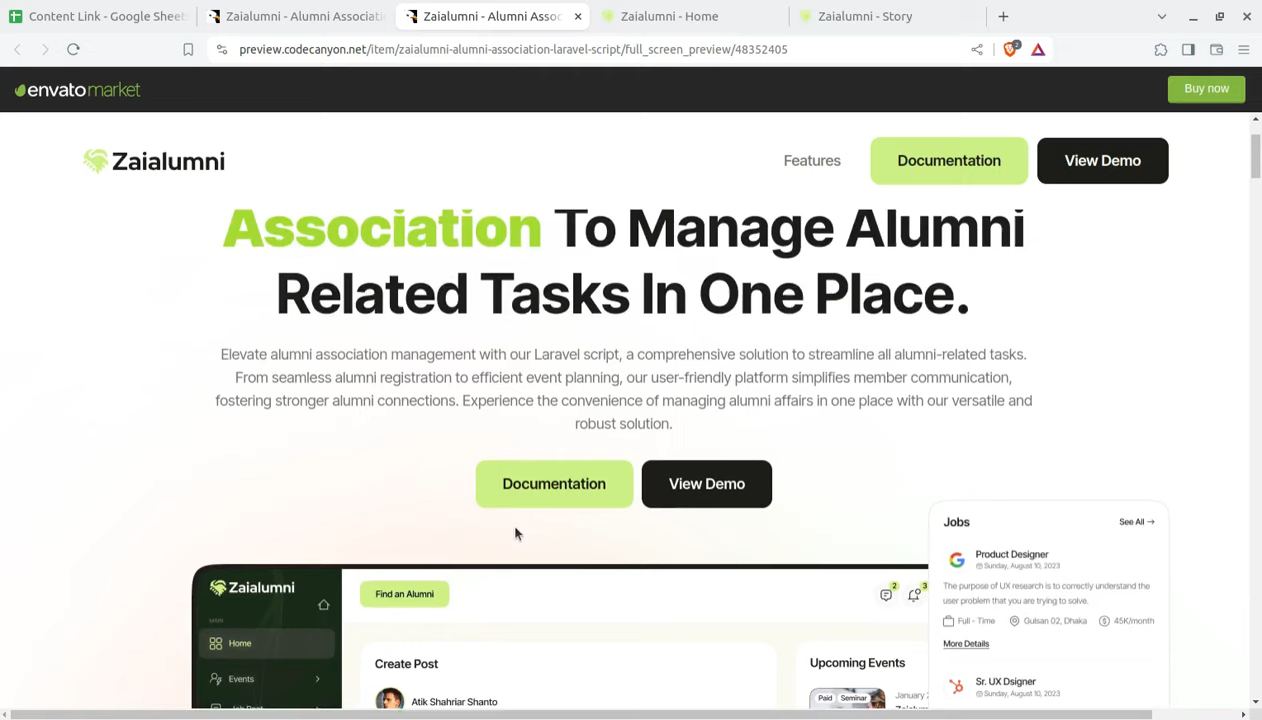 Content Link - Google Sheets
Zaialumni - Alumni Associati
Zaialumni - Alumni Assoc
Zaialumni - Home
Zaialumni - Story
preview.codecanyon.net/item/zaialumni-alumni-association-laravel-script/full_screen_preview/48352405
2
envato market
Buy now
Zaialumni
Features
Documentation
View Demo
Association To Manage Alumni
Related Tasks In One Place.
Elevate alumni association management with our Laravel script, a comprehensive solution to streamline all alumni-related tasks.
From seamless alumni registration to efficient event planning, our user-friendly platform simplifies member communication,
fostering stronger alumni connections. Experience the convenience of managing alumni affairs in one place with our versatile and
robust solution.
Documentation
View Demo
Zaialumni
MAIN
Home
Events
Find an Alumni
2
3
Create Post
Atik Shahriar Shanto
Upcoming Events
Paid
Seminar
January
Jobs
See All →
Product Designer
Sunday, August 10, 2023
The purpose of UX research is to correctly understand the
user problem that you are trying to solve.
Full - Time
Gulsan 02, Dhaka
45K/month
More Details
Sr. UX Dsigner
Sunday, August 10, 2023